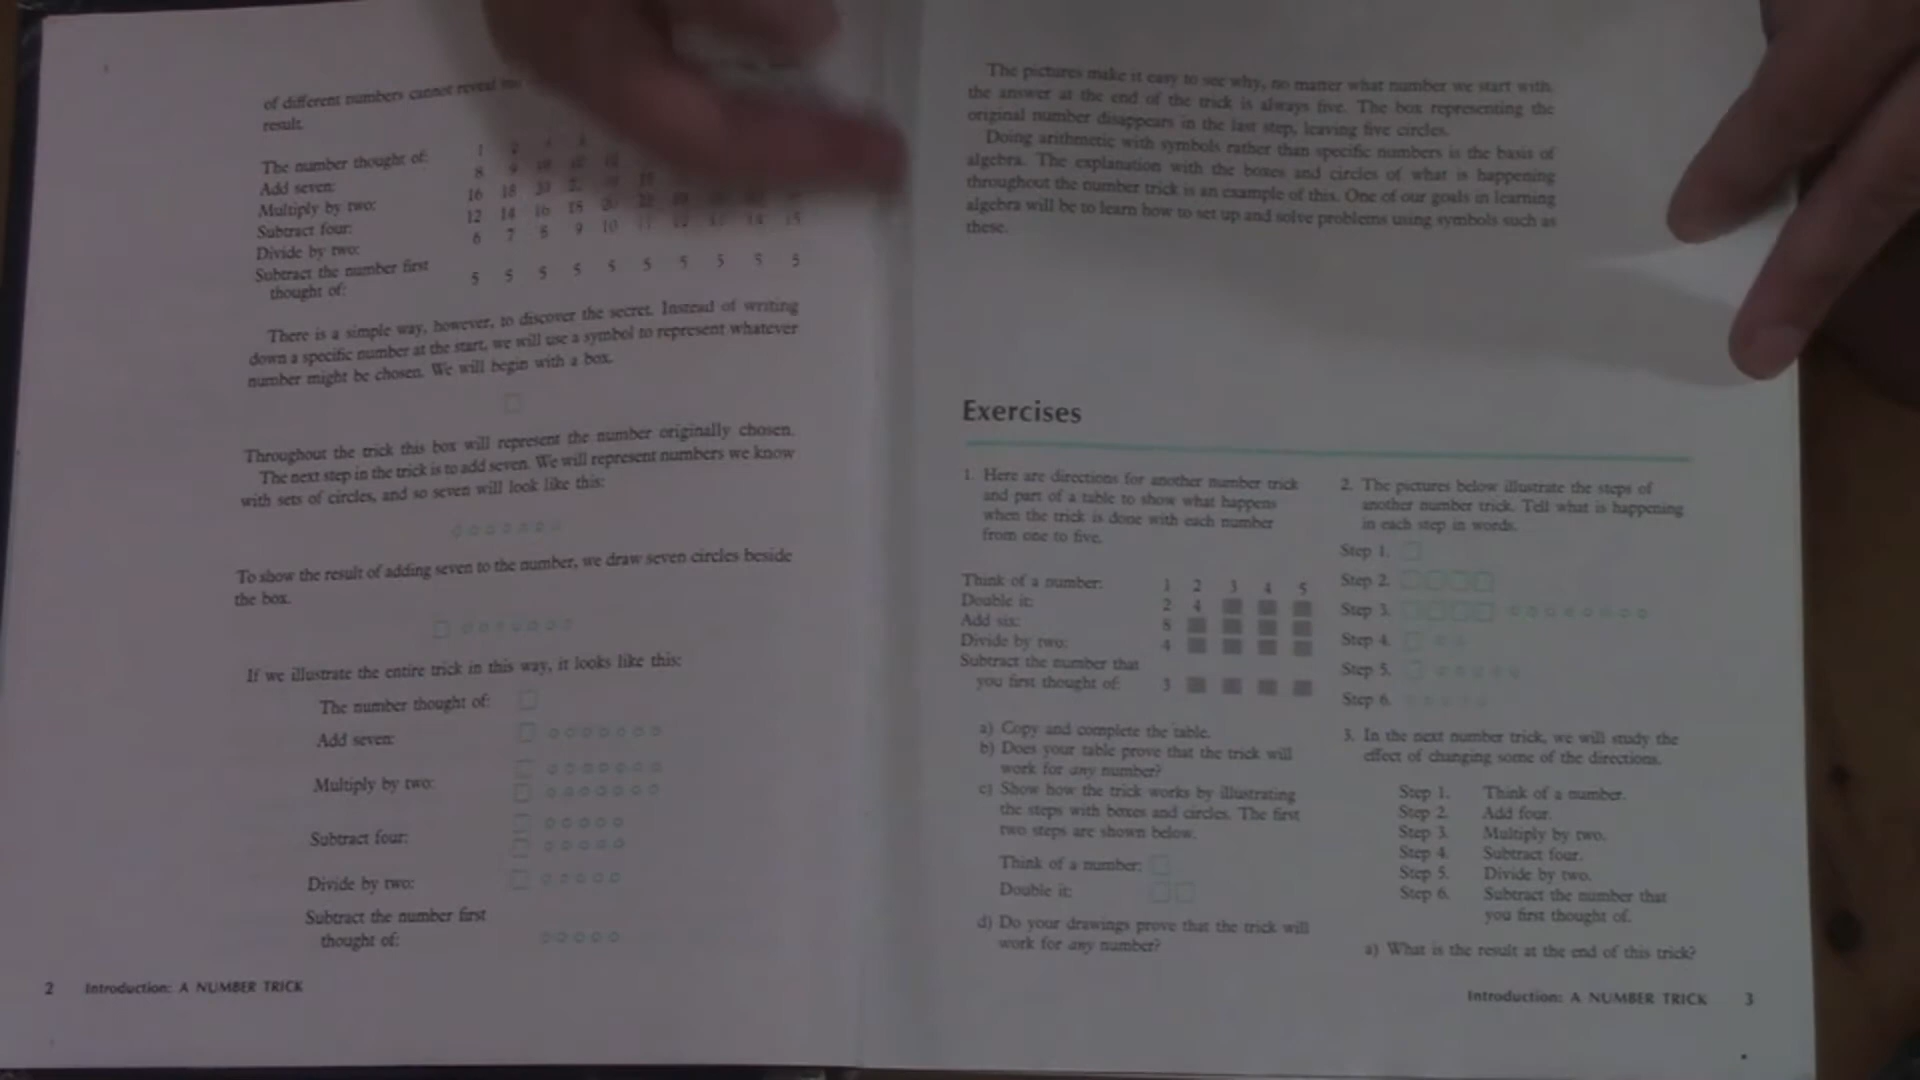 of different numbers cannot reveal
result.
The number thought of: 1
Add seven: 8 9
Multiply by two: 16 18
Subtract four: 12 14 16 18
Divide by two: 6 7 8 9 10
Subtract the number first
thought of: 5 5 5 5 5 5 5 5 5 5
There is a simple way, however, to discover the secret. Instead of writing
down a specific number at the start, we will use a symbol to represent whatever
number might be chosen. We will begin with a box.
Throughout the trick this box will represent the number originally chosen.
The next step in the trick is to add seven. We will represent numbers we know
with sets of circles, and so seven will look like this:
To show the result of adding seven to the number, we draw seven circles beside
the box.
If we illustrate the entire trick in this way, it looks like this:
The number thought of:
Add seven:
Multiply by two:
Subtract four:
Divide by two:
Subtract the number first
thought of:
2 Introduction: A NUMBER TRICK
The pictures make it easy to see why, no matter what number we start with,
the answer at the end of the trick is always five. The box representing the
original number disappears in the last step, leaving five circles.
Doing arithmetic with symbols rather than specific numbers is the basis of
algebra. The explanation with the boxes and circles of what is happening
throughout the number trick is an example of this. One of our goals in learning
algebra will be to learn how to set up and solve problems using symbols such as
these.
Exercises
1. Here are directions for another number trick
and part of a table to show what happens
when the trick is done with each number
from one to five.
Think of a number: 1 2 3 4 5
Double it: 2 4
Add six: 8
Divide by two: 4
Subtract the number that
you first thought of: 3
a) Copy and complete the table.
b) Does your table prove that the trick will
work for any number?
c) Show how the trick works by illustrating
the steps with boxes and circles. The first
two steps are shown below.
Think of a number:
Double it:
d) Do your drawings prove that the trick will
work for any number?
2. The pictures below illustrate the steps of
another number trick. Tell what is happening
in each step in words.
Step 1.
Step 2.
Step 3.
Step 4.
Step 5.
Step 6.
3. In the next number trick, we will study the
effect of changing some of the directions.
Step 1. Think of a number.
Step 2. Add four.
Step 3. Multiply by two.
Step 4. Subtract four.
Step 5. Divide by two.
Step 6. Subtract the number that
you first thought of.
a) What is the result at the end of this trick?
Introduction: A NUMBER TRICK 3